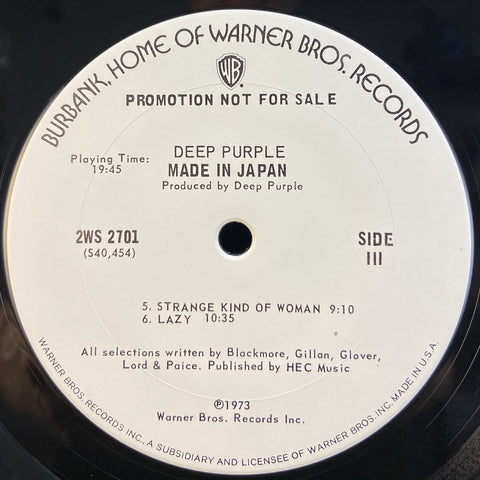 BURBANK, HOME OF WARNER BROS. RECORDS
WB
PROMOTION NOT FOR SALE
DEEP PURPLE
MADE IN JAPAN
Produced by Deep Purple
Playing Time:
19:45
2WS 2701
(S40,454)
SIDE
III
5. STRANGE KIND OF WOMAN 9:10
6. LAZY 10:35
All selections written by Blackmore, Gillan, Glover,
Lord & Paice. Published by HEC Music
℗1973
Warner Bros. Records Inc.
WARNER BROS. RECORDS INC., A SUBSIDIARY AND LICENSEE OF WARNER BROS. INC. MADE IN U.S.A.